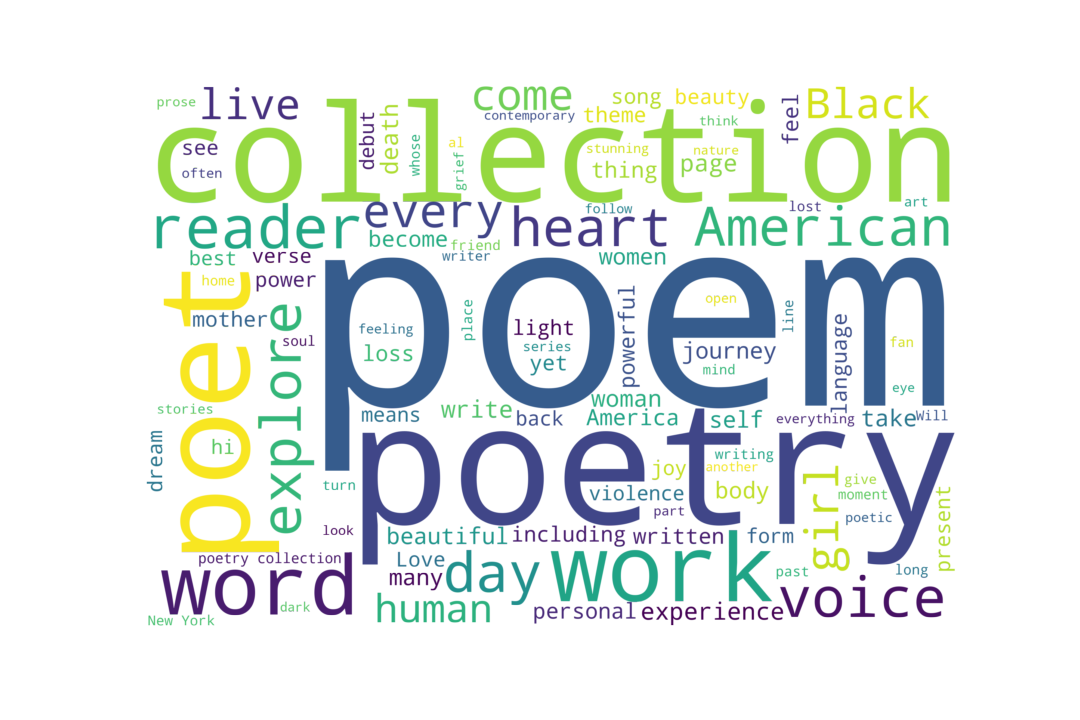 prose
live
come
song
beauty
Black
contemporary
theme
feel
think
collection
debut
death
whose
al
grief
stunning
nature
see
often
thing
page
reader
every
heart
follow
American
lost
art
become
friend
writer
women
best
verse
home
power
poet
poem
mother
explore
soul
feeling
loss
place
light
series
yet
powerful
open
journey
mind
line
language
fan
eye
stories
means
write
back
woman
America
self
everything
take
Will
dream
hi
poetry
turn
joy
writing
another
violence
body
part
girl
give
moment
poetic
present
look
beautiful
including
written
form
poetry collection
Love
many
day
work
past
long
word
dark
human
personal
experience
voice
New York